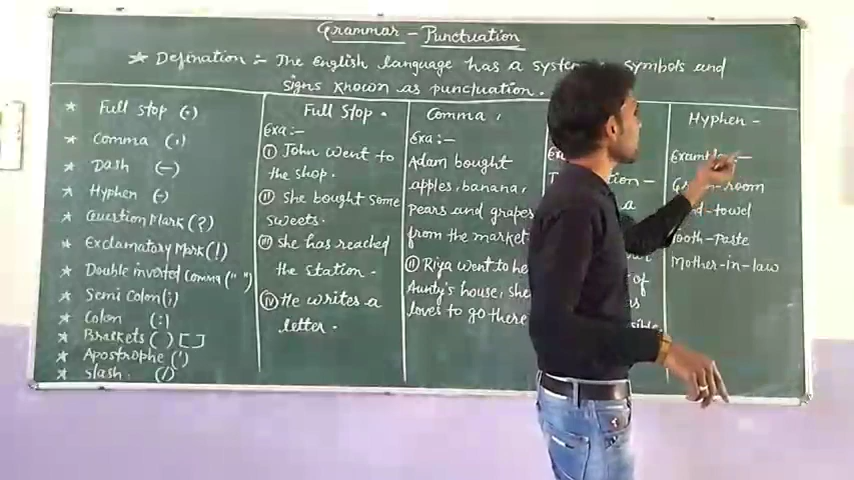 Grammar - Punctuation
* Defination :- The English language has a system symbols and
signs known as punctuation.
* Full stop (.)
* Comma (,)
* Dash (—)
* Hyphen (-)
* Question Mark (?)
* Exclamatory Mark (!)
* Double inverted Comma (" ")
* Semi Colon (;)
* Colon (:)
* Brackets ( ) [ ]
* Apostrophe (')
* Slash. (/)
Full Stop .
Exa :-
(I) John went to
the shop.
(II) She bought some
sweets.
(III) She has reached
the station -
(IV) He writes a
letter.
Comma ,
Exa :-
Adam bought
apples, banana,
pears and grapes
from the market.
(II) Riya went to he
Aunty's house, she
loves to go there
a
of
Hyphen -
room
towel
Tooth-Paste
Mother-in-law